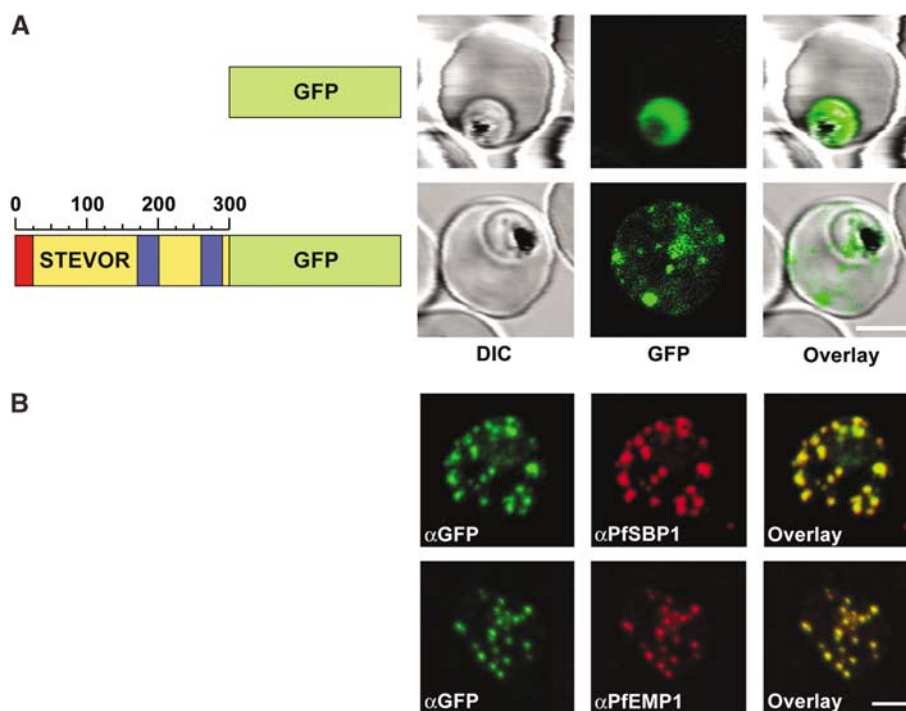 A
GFP
0 100 200 300
STEVOR GFP
DIC GFP Overlay
B
αGFP αPfSBP1 Overlay
αGFP αPfEMP1 Overlay